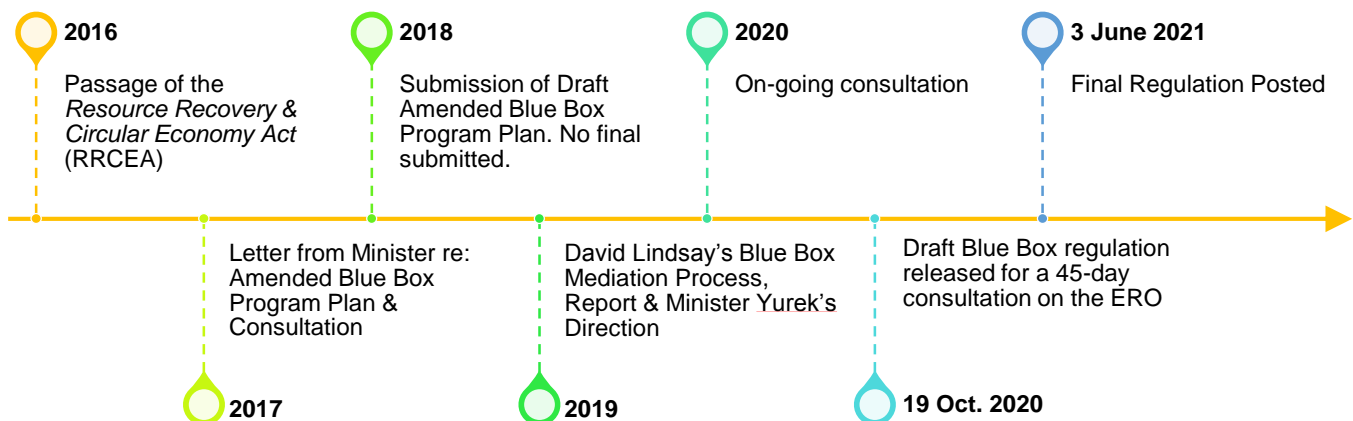 2016
Passage of the
Resource Recovery &
Circular Economy Act
(RRCEA)
2018
Submission of Draft
Amended Blue Box
Program Plan. No final
submitted.
2020
On-going consultation
3 June 2021
Final Regulation Posted
Letter from Minister re:
Amended Blue Box
Program Plan &
Consultation
2017
David Lindsay's Blue Box
Mediation Process,
Report & Minister Yurek's
Direction
2019
Draft Blue Box regulation
released for a 45-day
consultation on the ERO
19 Oct. 2020